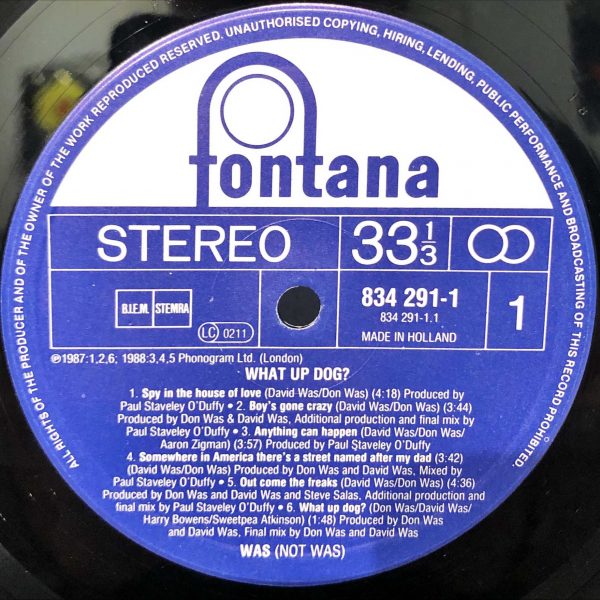 ALL RIGHTS OF THE PRODUCER AND OF THE OWNER OF THE WORK REPRODUCED RESERVED. UNAUTHORISED COPYING, HIRING, LENDING, PUBLIC PERFORMANCE AND BROADCASTING OF THIS RECORD PROHIBITED.
fontana
STEREO
33 1/3
B.I.E.M. STEMRA
LC 0211
834 291-1
834 291-1.1
MADE IN HOLLAND
1
℗1987:1,2,6; 1988:3,4,5 Phonogram Ltd. (London)
WHAT UP DOG?
1. Spy in the house of love (David Was/Don Was) (4:18) Produced by
Paul Staveley O'Duffy • 2. Boy's gone crazy (David Was/Don Was) (3:44)
Produced by Don Was & David Was, Additional production and final mix by
Paul Staveley O'Duffy • 3. Anything can happen (David Was/Don Was/
Aaron Zigman) (3:57) Produced by Paul Staveley O'Duffy
4. Somewhere in America there's a street named after my dad (3:42)
(David Was/Don Was) Produced by Don Was and David Was, Mixed by
Paul Staveley O'Duffy • 5. Out come the freaks (David Was/Don Was) (4:36)
Produced by Don Was and David Was and Steve Salas, Additional production and
final mix by Paul Staveley O'Duffy • 6. What up dog? (Don Was/David Was/
Harry Bowens/Sweetpea Atkinson) (1:48) Produced by Don Was
and David Was, Final mix by Don Was and David Was
WAS (NOT WAS)